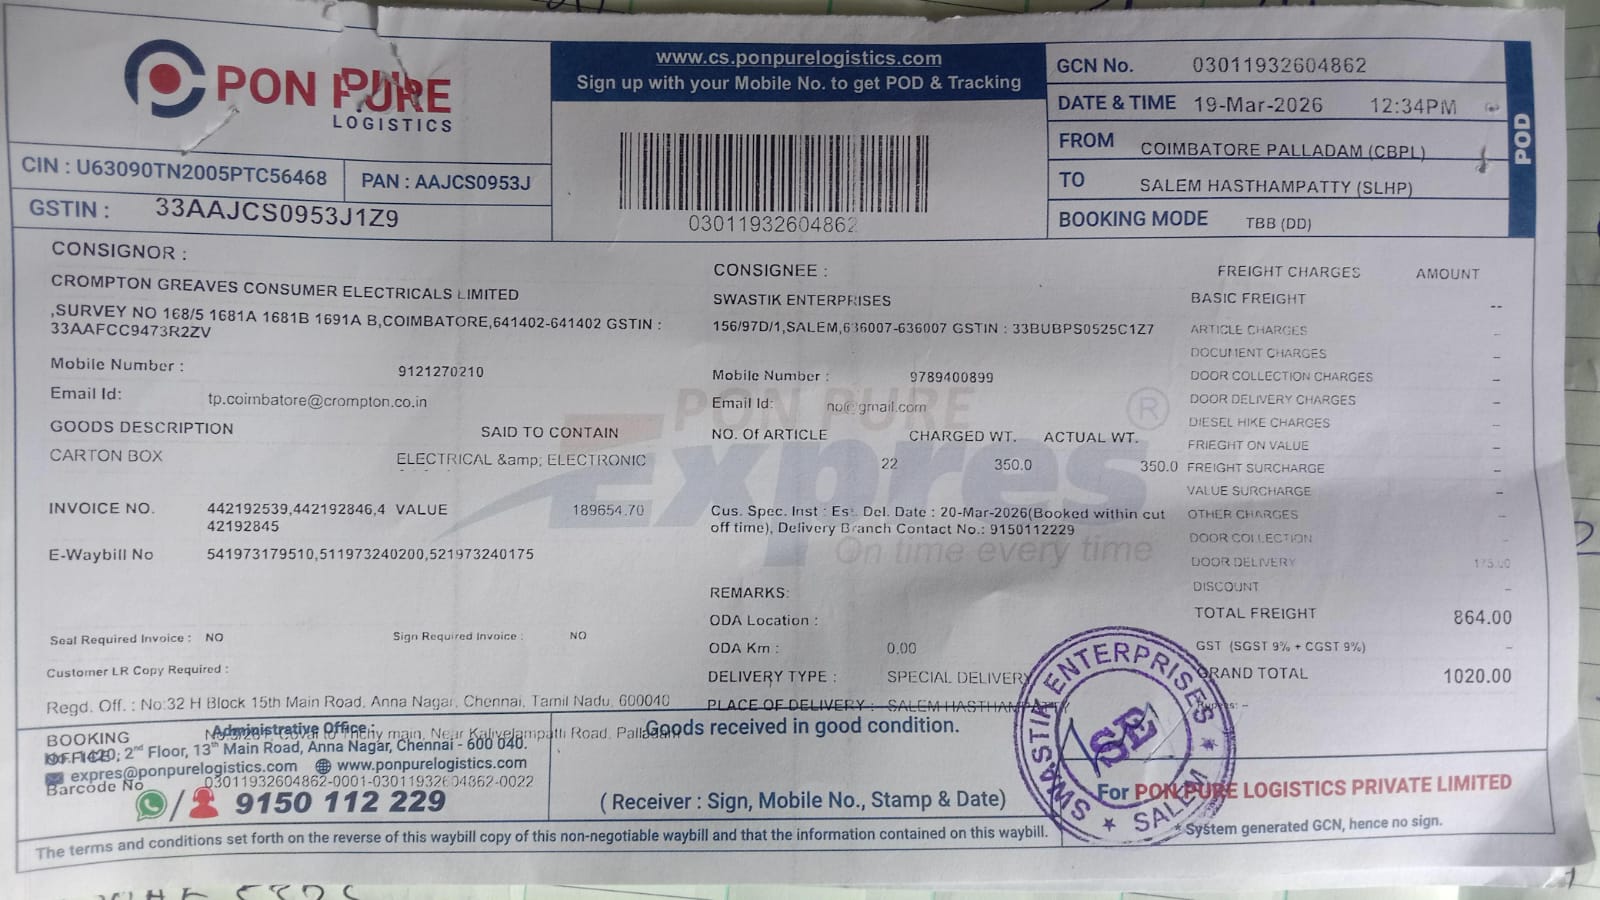 PON PURE
LOGISTICS
www.cs.ponpurelogistics.com
Sign up with your Mobile No. to get POD & Tracking
03011932604862
GCN No. 03011932604862
DATE & TIME 19-Mar-2026 12:34PM
FROM COIMBATORE PALLADAM (CBPL)
TO SALEM HASTHAMPATTY (SLHP)
BOOKING MODE TBB (DD)
POD
CIN : U63090TN2005PTC56468 PAN : AAJCS0953J
GSTIN : 33AAJCS0953J1Z9
CONSIGNOR :
CROMPTON GREAVES CONSUMER ELECTRICALS LIMITED
,SURVEY NO 168/5 1681A 1681B 1691A B,COIMBATORE,641402-641402 GSTIN :
33AAFCC9473R2ZV
Mobile Number : 9121270210
Email Id: tp.coimbatore@crompton.co.in
GOODS DESCRIPTION SAID TO CONTAIN
CARTON BOX ELECTRICAL &amp; ELECTRONIC
INVOICE NO. 442192539,442192846,4 VALUE 189654.70
42192845
E-Waybill No 541973179510,511973240200,521973240175
Seal Required Invoice : NO Sign Required Invoice : NO
Customer LR Copy Required :
Regd. Off. : No:32 H Block 15th Main Road, Anna Nagar, Chennai, Tamil Nadu, 600040
CONSIGNEE :
SWASTIK ENTERPRISES
156/97D/1,SALEM,636007-636007 GSTIN : 33BUBPS0525C1Z7
Mobile Number : 9789400899
Email Id: no@gmail.com
NO. Of ARTICLE CHARGED WT. ACTUAL WT.
22 350.0 350.0
Cus. Spec. Inst : Est. Del. Date : 20-Mar-2026(Booked within cut
off time), Delivery Branch Contact No.: 9150112229
PON PURE
Expres ®
On time every time
REMARKS:
ODA Location :
ODA Km : 0.00
DELIVERY TYPE : SPECIAL DELIVERY
PLACE OF DELIVERY : SALEM HASTHAMPATTY
FREIGHT CHARGES AMOUNT
BASIC FREIGHT --
ARTICLE CHARGES –
DOCUMENT CHARGES –
DOOR COLLECTION CHARGES –
DOOR DELIVERY CHARGES –
DIESEL HIKE CHARGES –
FRIEGHT ON VALUE –
FREIGHT SURCHARGE –
VALUE SURCHARGE –
OTHER CHARGES –
DOOR COLLECTION –
DOOR DELIVERY 175.00
DISCOUNT –
TOTAL FREIGHT 864.00
GST (SGST 9% + CGST 9%) –
GRAND TOTAL 1020.00
Rupees: --
BOOKING
OFFICE :
Administrative Office :
2nd Floor, 13th Main Road, Anna Nagar, Chennai - 600 040.
main, Near Kalivelampatti Road, Palladam
expres@ponpurelogistics.com www.ponpurelogistics.com
Barcode No 03011932604862-0001-03011932604862-0022
/ 9150 112 229
Goods received in good condition.
( Receiver : Sign, Mobile No., Stamp & Date)
SWASTIK ENTERPRISES
SE
★ SALEM ★
For PON PURE LOGISTICS PRIVATE LIMITED
* System generated GCN, hence no sign.
The terms and conditions set forth on the reverse of this waybill copy of this non-negotiable waybill and that the information contained on this waybill.